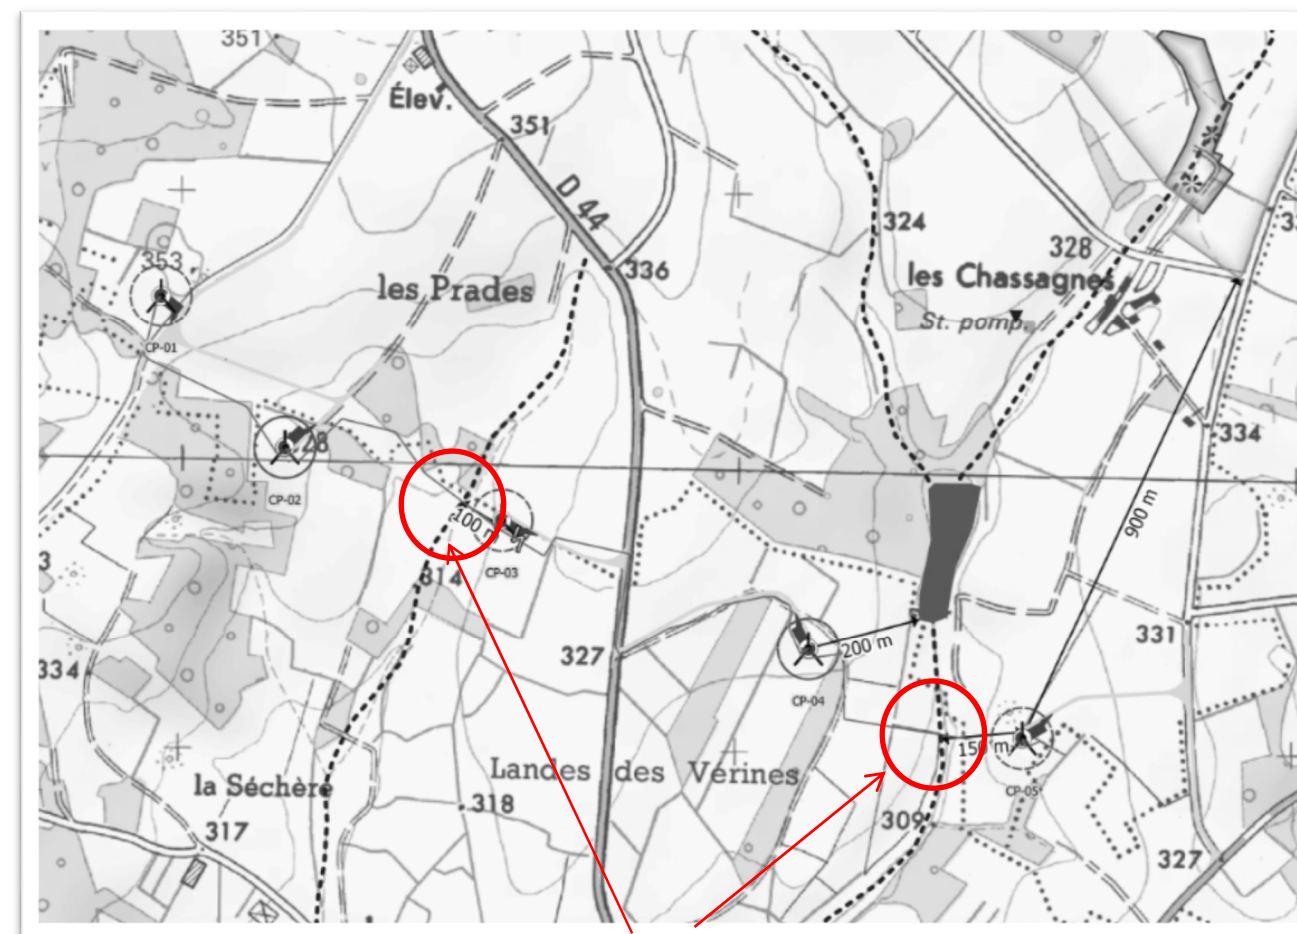 351
Élev.
351
D 44
324
328
336
les Chassagnes
353
les Prades
St. pomp.
CP-01
28
334
CP-02
100 m
900 m
CP-03
314
3
331
327
200 m
334
CP-04
150 m
Landes des Vérines
la Séchère
CP-05
318
309
317
327